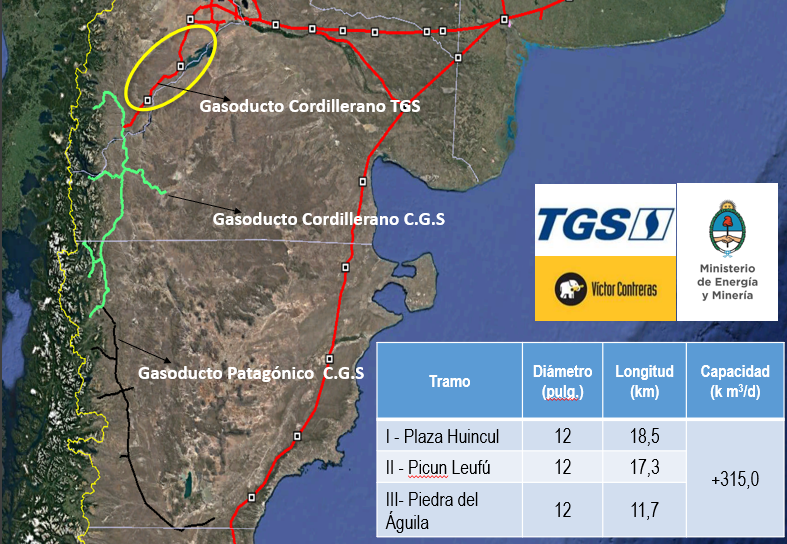 Gasoducto Cordillerano TGS
Gasoducto Cordillerano C.G.S
Gasoducto Patagónico C.G.S
TGS
Víctor Contreras
Ministerio
de Energía
y Minería
Tramo
Diámetro
(pulg.)
Longitud
(km)
Capacidad
(k m³/d)
I - Plaza Huincul
12
18,5
+315,0
II - Picun Leufú
12
17,3
III- Piedra del
Águila
12
11,7